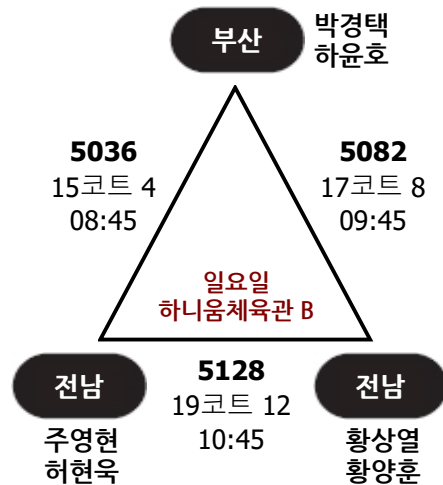 부산
박경택
하윤호
5036
15코트 4
08:45
5082
17코트 8
09:45
일요일
하니움체육관 B
전남
주영현
허현욱
5128
19코트 12
10:45
전남
황상열
황양훈